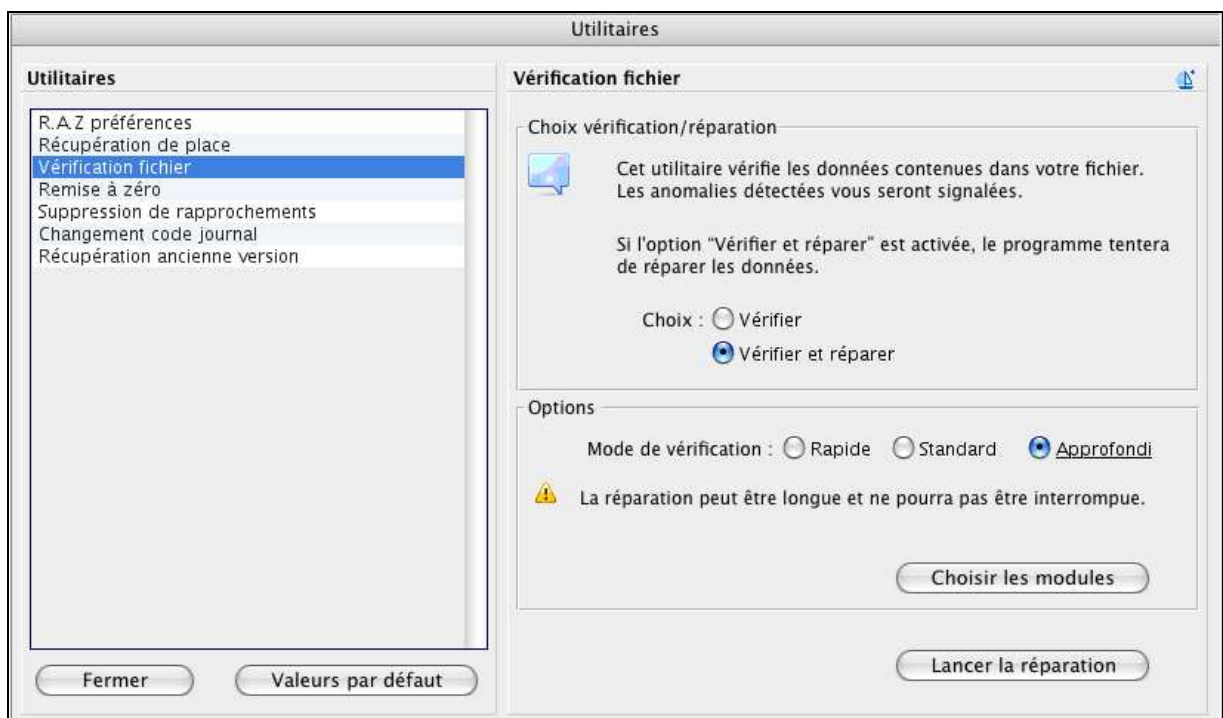 Utilitaires
Utilitaires
R.A.Z préférences
Récupération de place
Vérification fichier
Remise à zéro
Suppression de rapprochements
Changement code journal
Récupération ancienne version
Fermer
Valeurs par défaut
Vérification fichier
Choix vérification/réparation
Cet utilitaire vérifie les données contenues dans votre fichier.
Les anomalies détectées vous seront signalées.
Si l'option "Vérifier et réparer" est activée, le programme tentera
de réparer les données.
Choix : Vérifier
Vérifier et réparer
Options
Mode de vérification : Rapide Standard Approfondi
La réparation peut être longue et ne pourra pas être interrompue.
Choisir les modules
Lancer la réparation